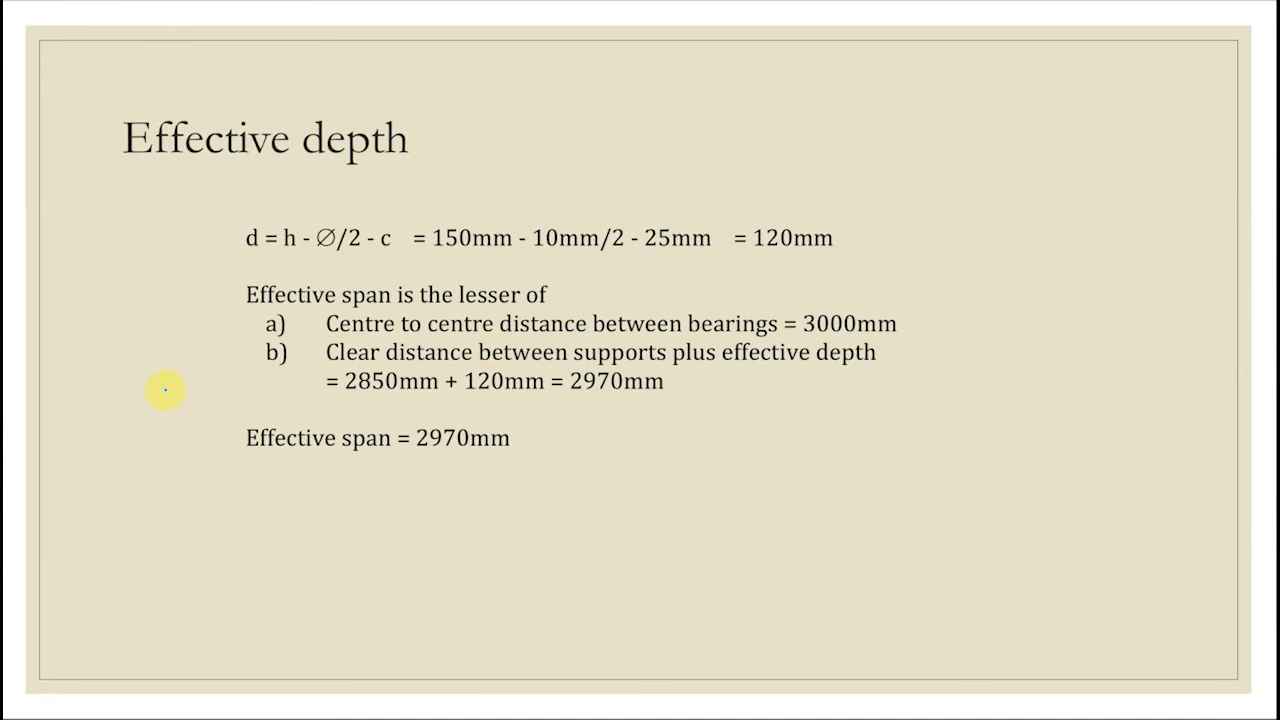 Effective depth
d = h - ∅/2 - c = 150mm - 10mm/2 - 25mm = 120mm
Effective span is the lesser of
a) Centre to centre distance between bearings = 3000mm
b) Clear distance between supports plus effective depth
= 2850mm + 120mm = 2970mm
Effective span = 2970mm